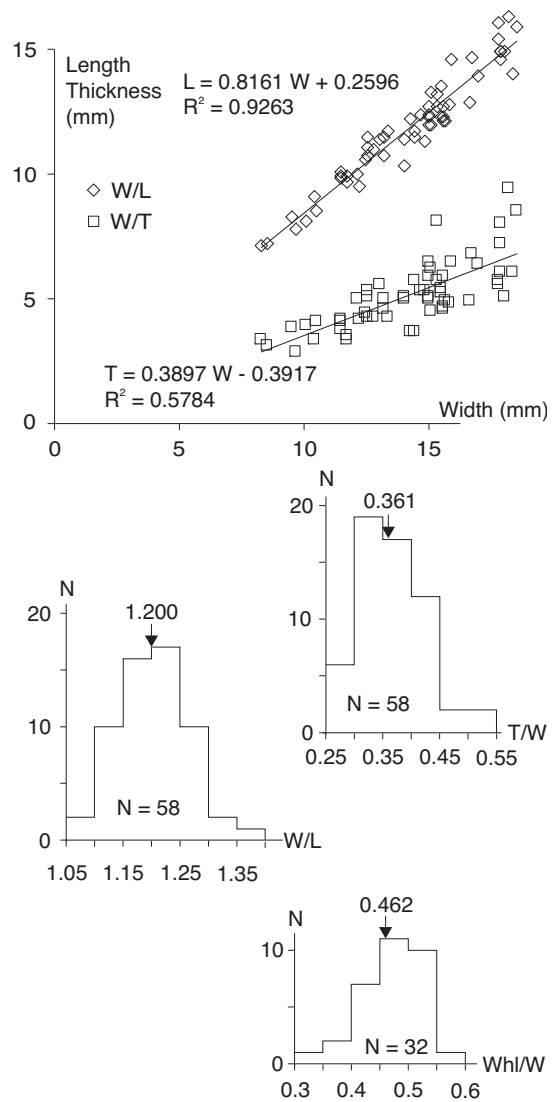 15
Length
Thickness
(mm)
L = 0.8161 W + 0.2596
R² = 0.9263
10
W/L
W/T
5
T = 0.3897 W - 0.3917
R² = 0.5784
0
Width (mm)
0 5 10 15
N
0.361
20
10
N = 58
0
T/W
0.25 0.35 0.45 0.55
N
1.200
20
10
N = 58
0
W/L
1.05 1.15 1.25 1.35
N
0.462
10
N = 32
0
Whl/W
0.3 0.4 0.5 0.6